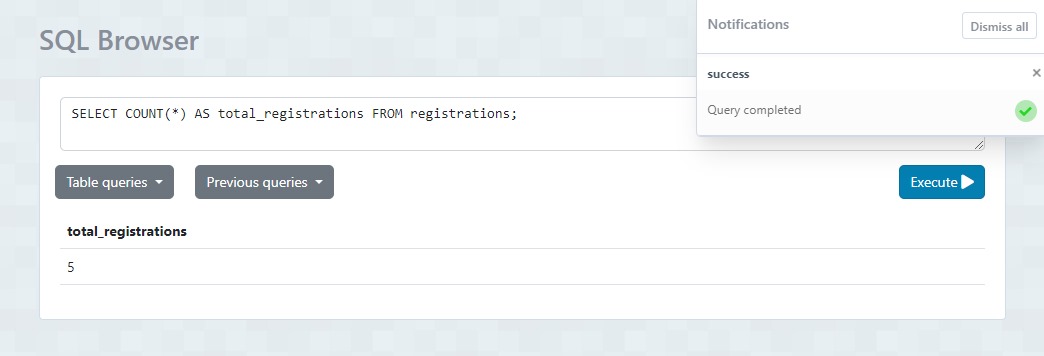 SQL Browser
Notifications
Dismiss all
success
×
Query completed
SELECT COUNT(*) AS total_registrations FROM registrations;
Table queries
Previous queries
Execute
total_registrations
5